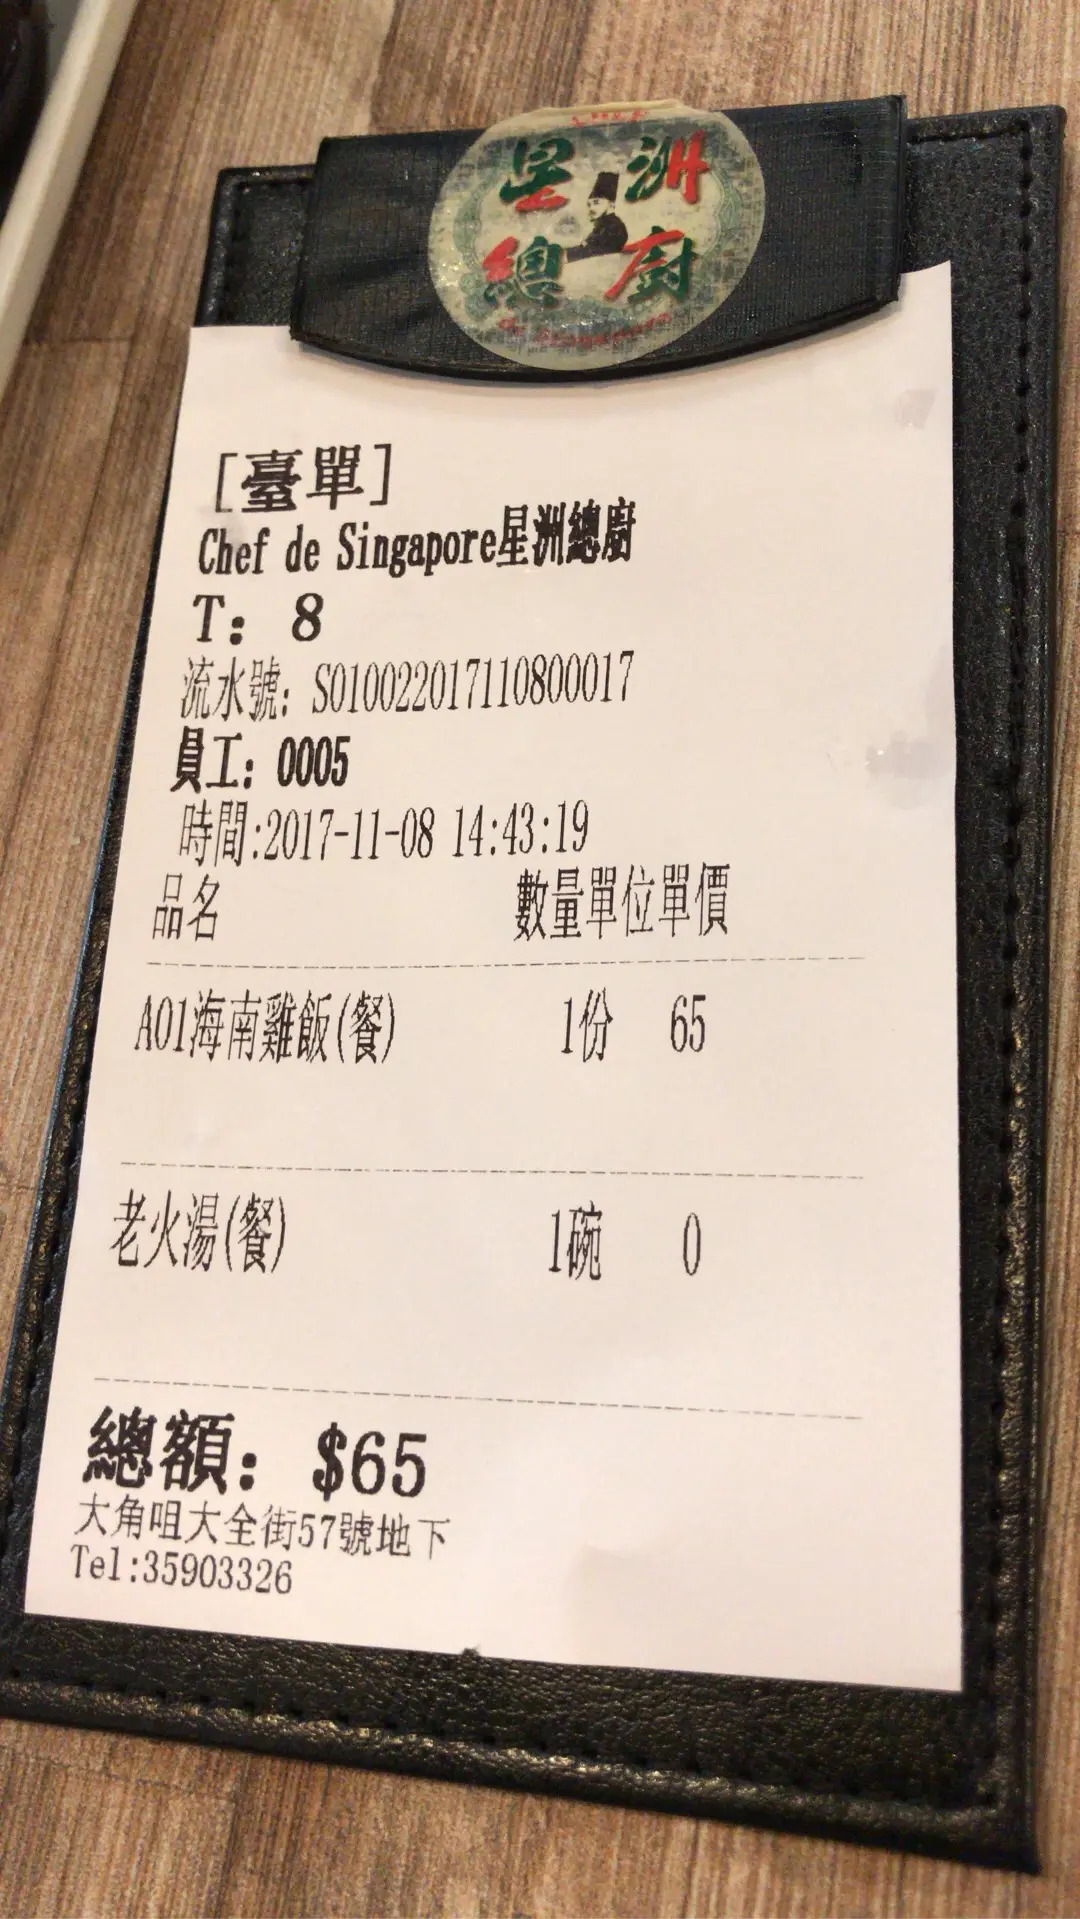 星洲
總廚
[臺單]
Chef de Singapore星洲總廚
T: 8
流水號: S010022017110800017
員工: 0005
時間:2017-11-08 14:43:19
品名 數量單位單價
A01海南雞飯(餐) 1份 65
老火湯(餐) 1碗 0
總額: $65
大角咀大全街57號地下
Tel:35903326